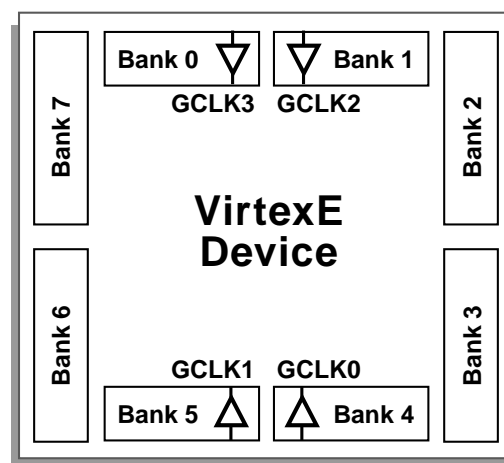 Bank 0
Bank 1
GCLK3
GCLK2
Bank 7
Bank 2
VirtexE
Device
Bank 6
Bank 3
GCLK1
GCLK0
Bank 5
Bank 4